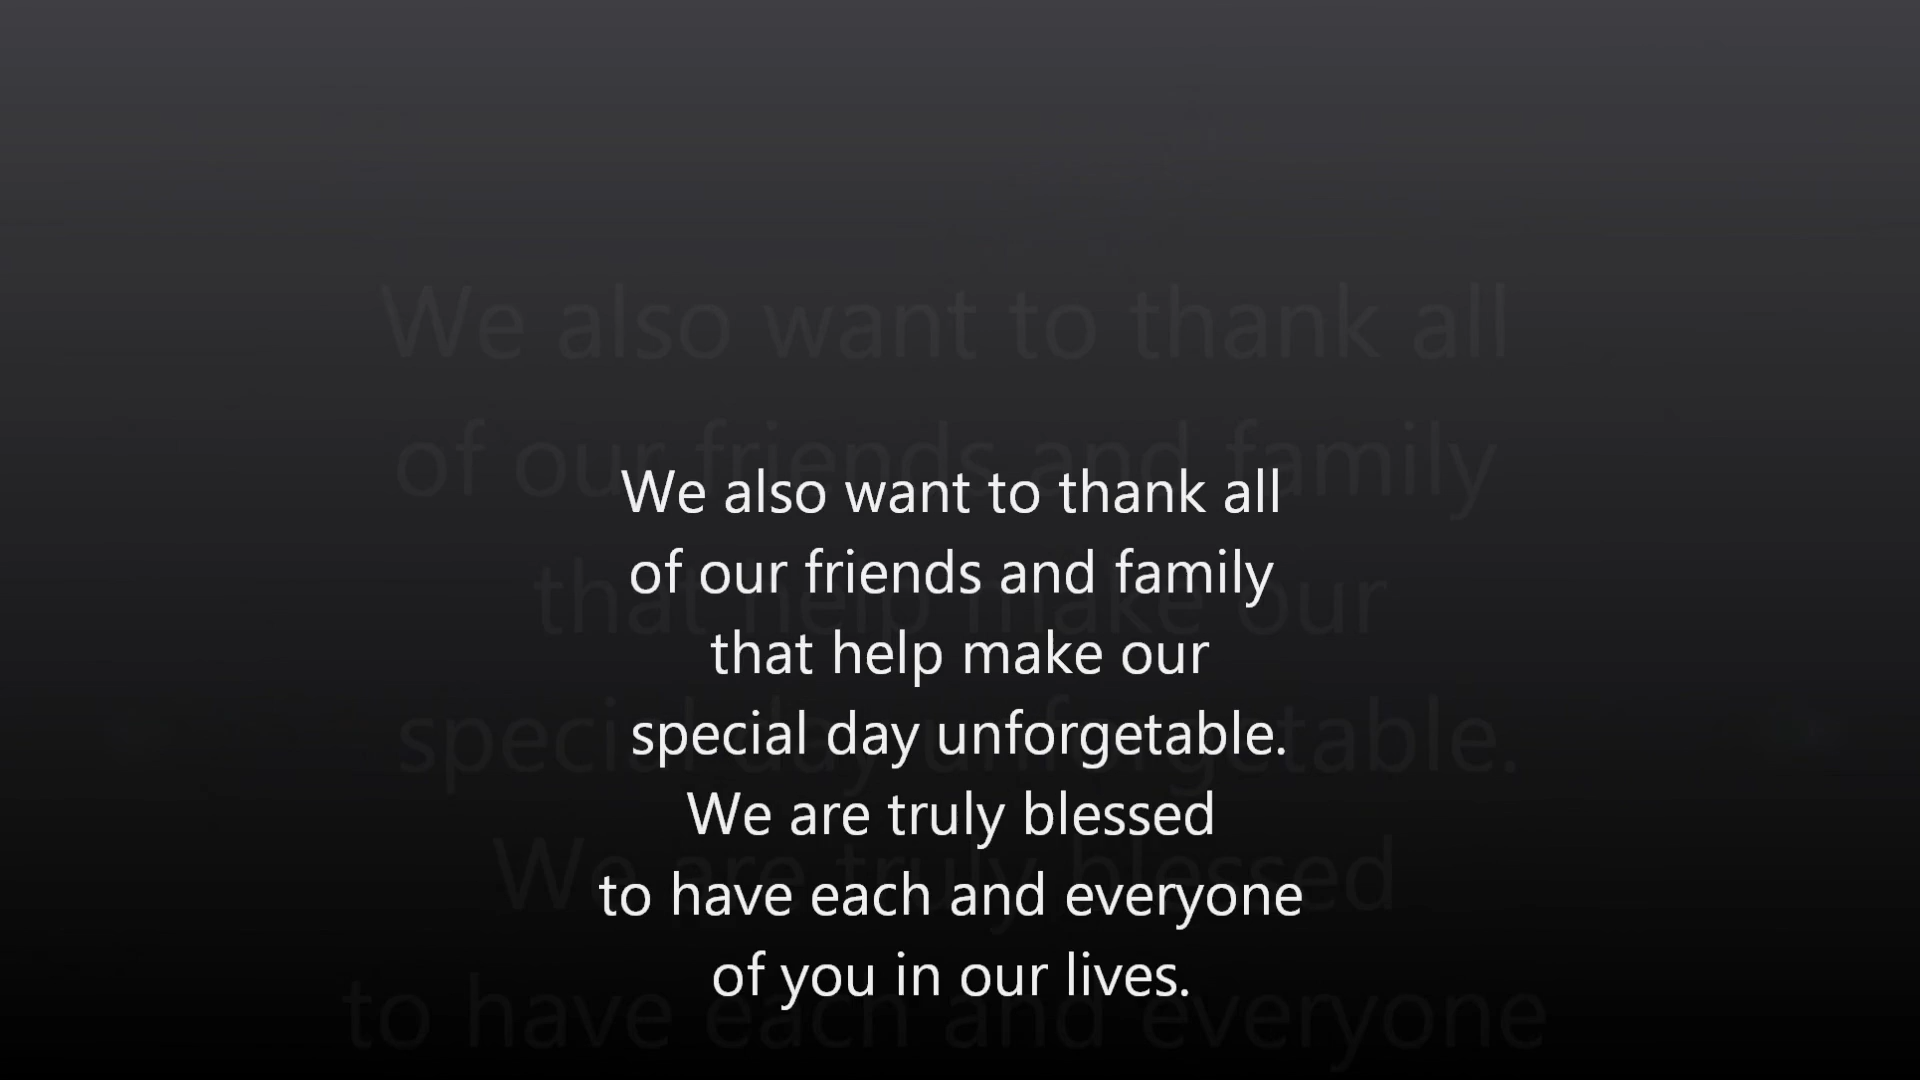 We also want to thank all
of our friends and family
that help make our
special day unforgetable.
We are truly blessed
to have each and everyone
of you in our lives.